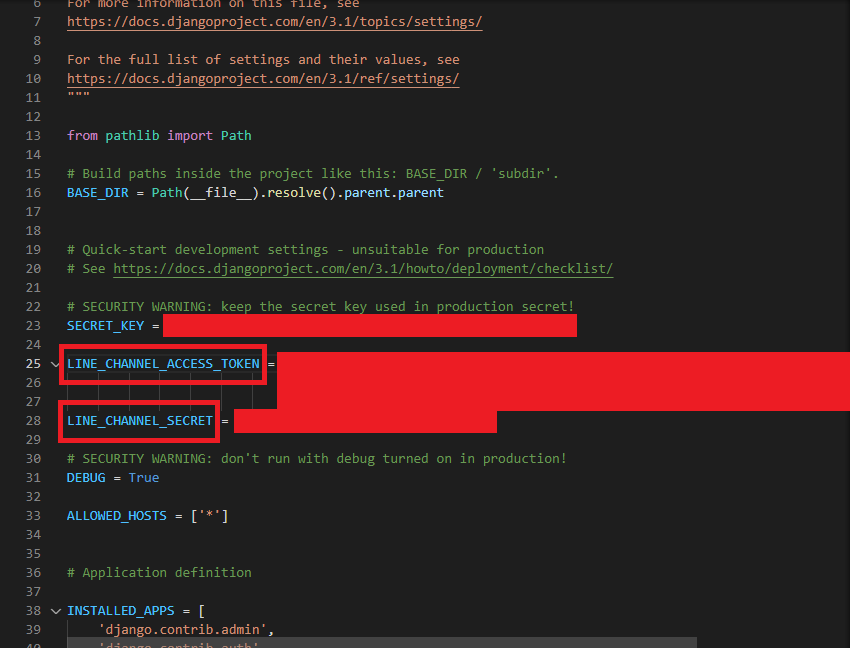 6 For more information on this file, see
7 https://docs.djangoproject.com/en/3.1/topics/settings/
8
9 For the full list of settings and their values, see
10 https://docs.djangoproject.com/en/3.1/ref/settings/
11 """
12
13 from pathlib import Path
14
15 # Build paths inside the project like this: BASE_DIR / 'subdir'.
16 BASE_DIR = Path(__file__).resolve().parent.parent
17
18
19 # Quick-start development settings - unsuitable for production
20 # See https://docs.djangoproject.com/en/3.1/howto/deployment/checklist/
21
22 # SECURITY WARNING: keep the secret key used in production secret!
23 SECRET_KEY =
24
25 LINE_CHANNEL_ACCESS_TOKEN =
26
27
28 LINE_CHANNEL_SECRET =
29
30 # SECURITY WARNING: don't run with debug turned on in production!
31 DEBUG = True
32
33 ALLOWED_HOSTS = ['*']
34
35
36 # Application definition
37
38 INSTALLED_APPS = [
39 'django.contrib.admin',
40 'django.contrib.auth'